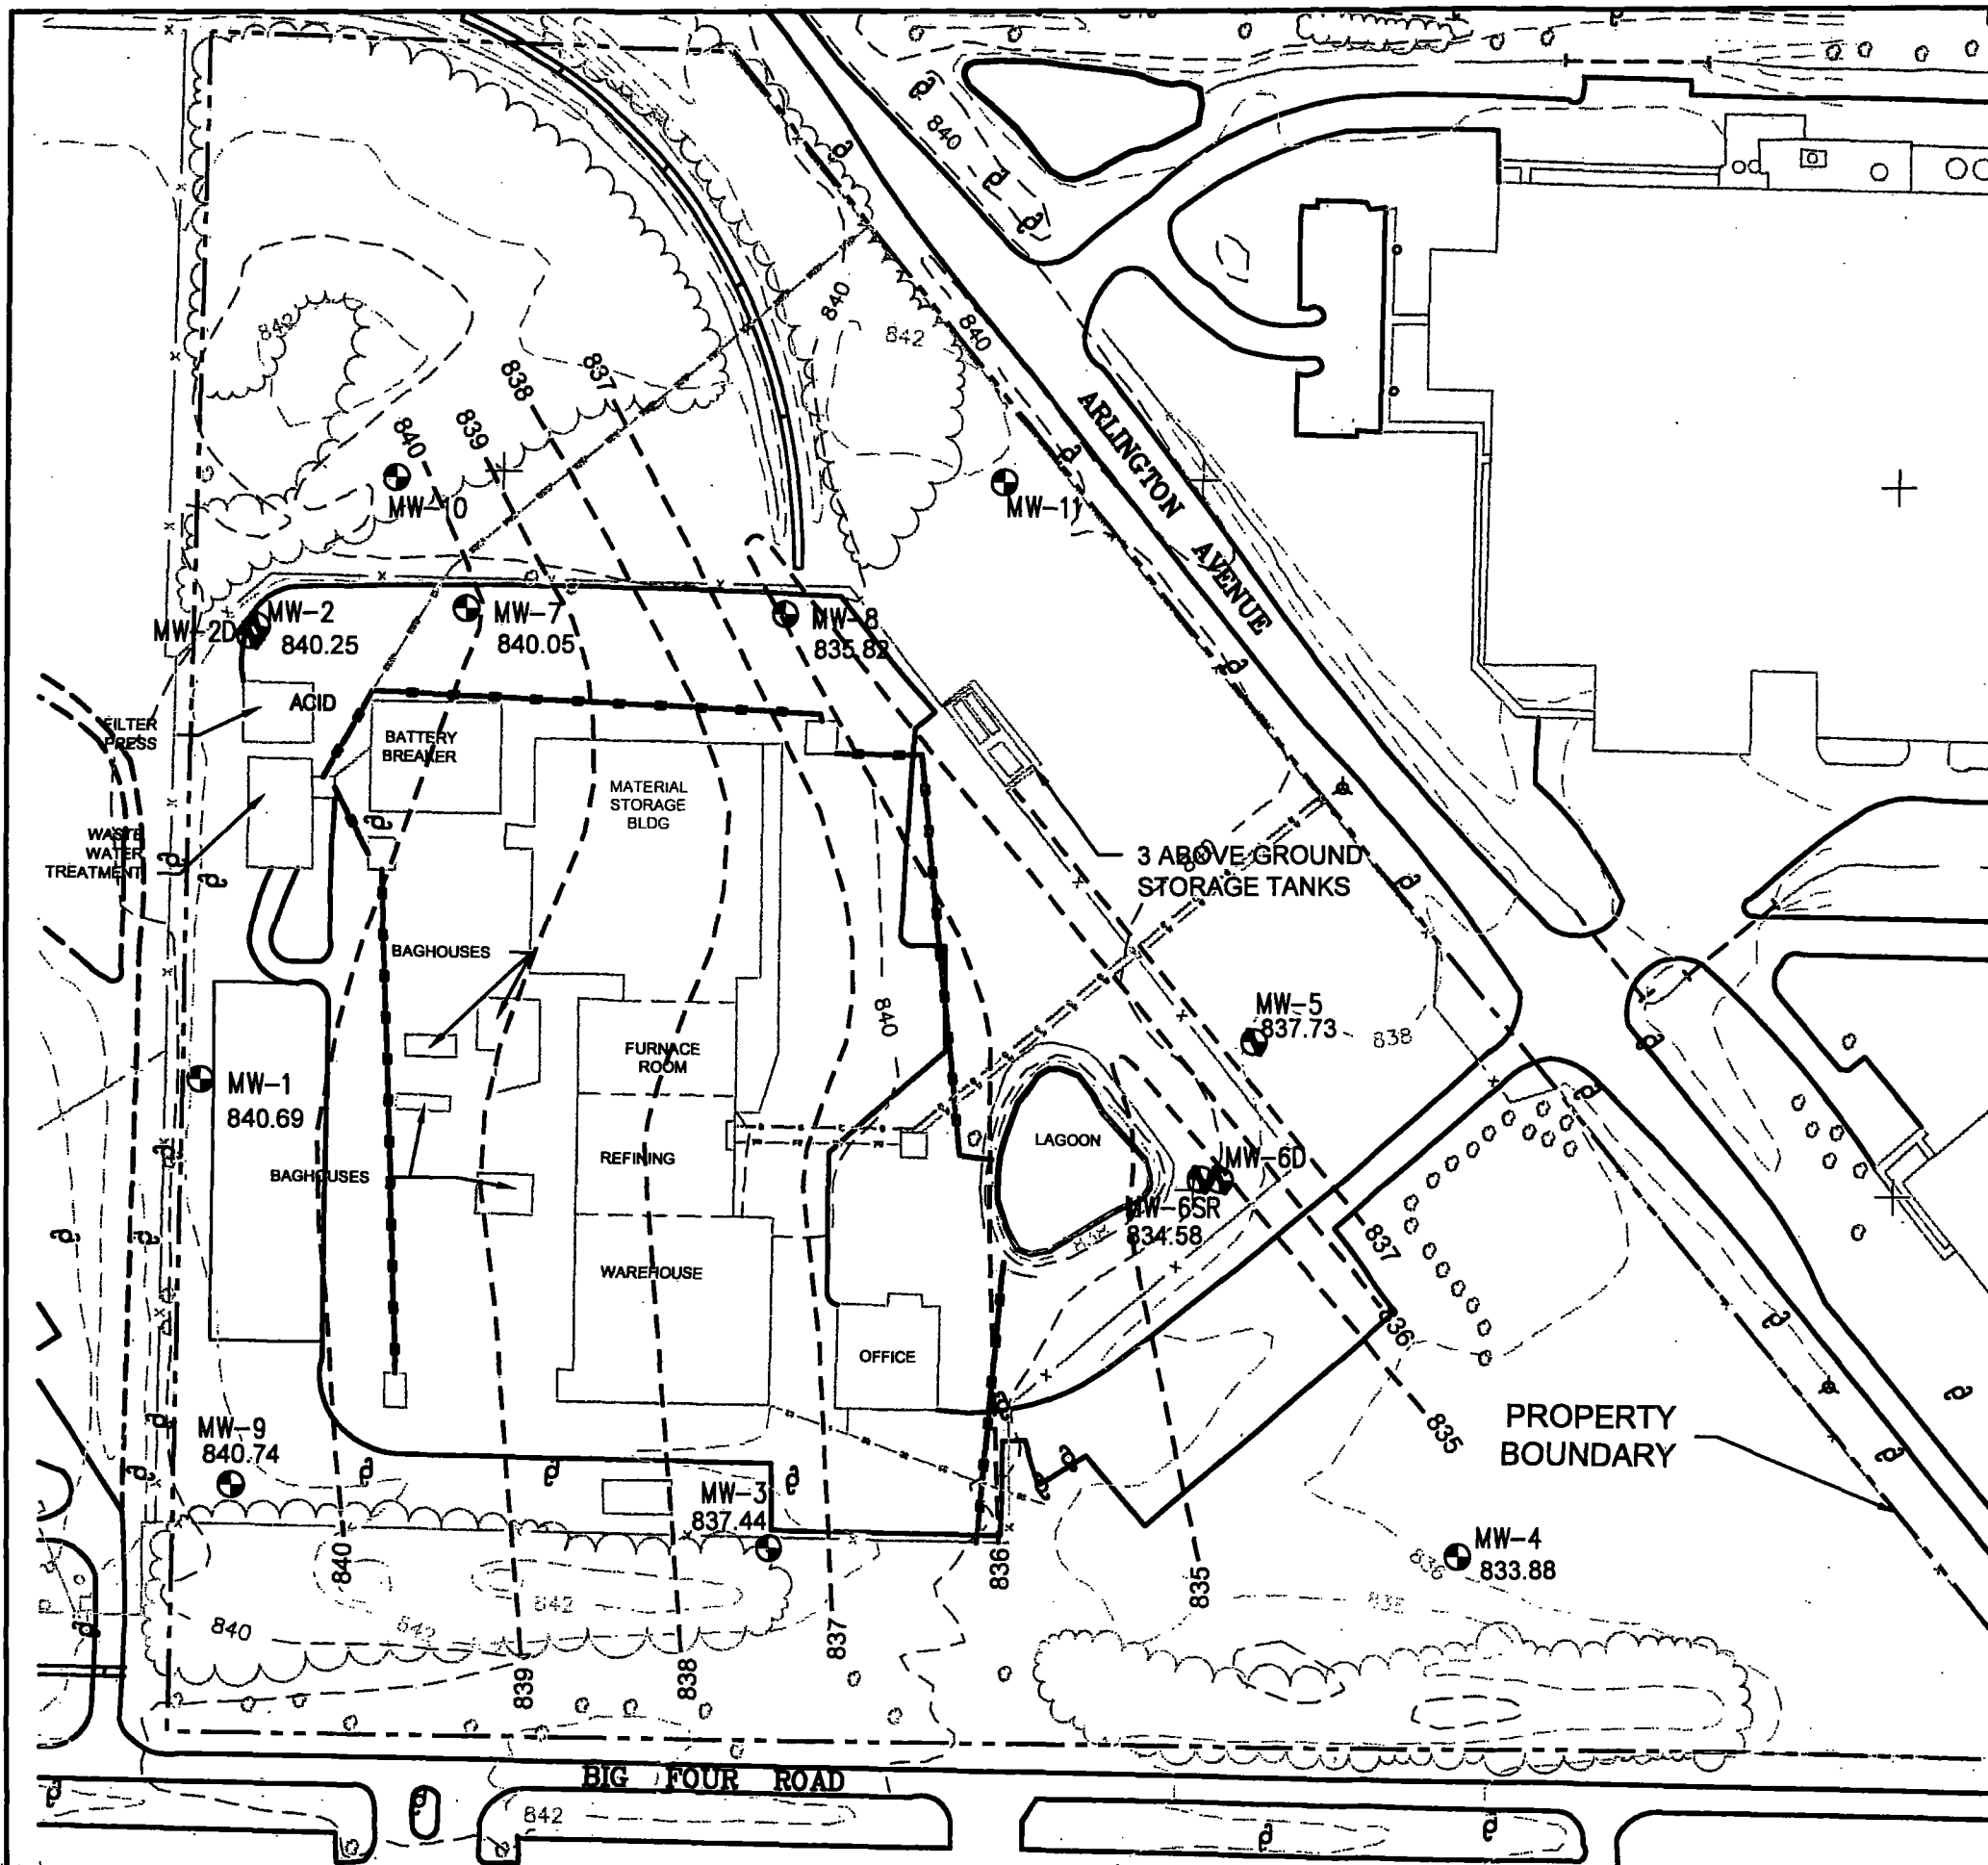 840
842
840
842
840
838
837
839
840
ARLINGTON AVENUE
MW-10
MW-11
MW-2
MW-2D
840.25
MW-7
840.05
MW-8
835.82
ACID
FILTER
PRESS
BATTERY
BREAKER
MATERIAL
STORAGE
BLDG
WASTE
WATER
TREATMENT
3 ABOVE GROUND
STORAGE TANKS
BAGHOUSES
840
MW-5
837.73
838
FURNACE
ROOM
MW-1
840.69
LAGOON
REFINING
BAGHOUSES
MW-6D
MW-6SR
834.58
837
WAREHOUSE
836
OFFICE
835
PROPERTY
BOUNDARY
MW-9
840.74
MW-3
837.44
MW-4
833.88
836
840
836
835
842
840
842
837
838
839
BIG FOUR ROAD
842